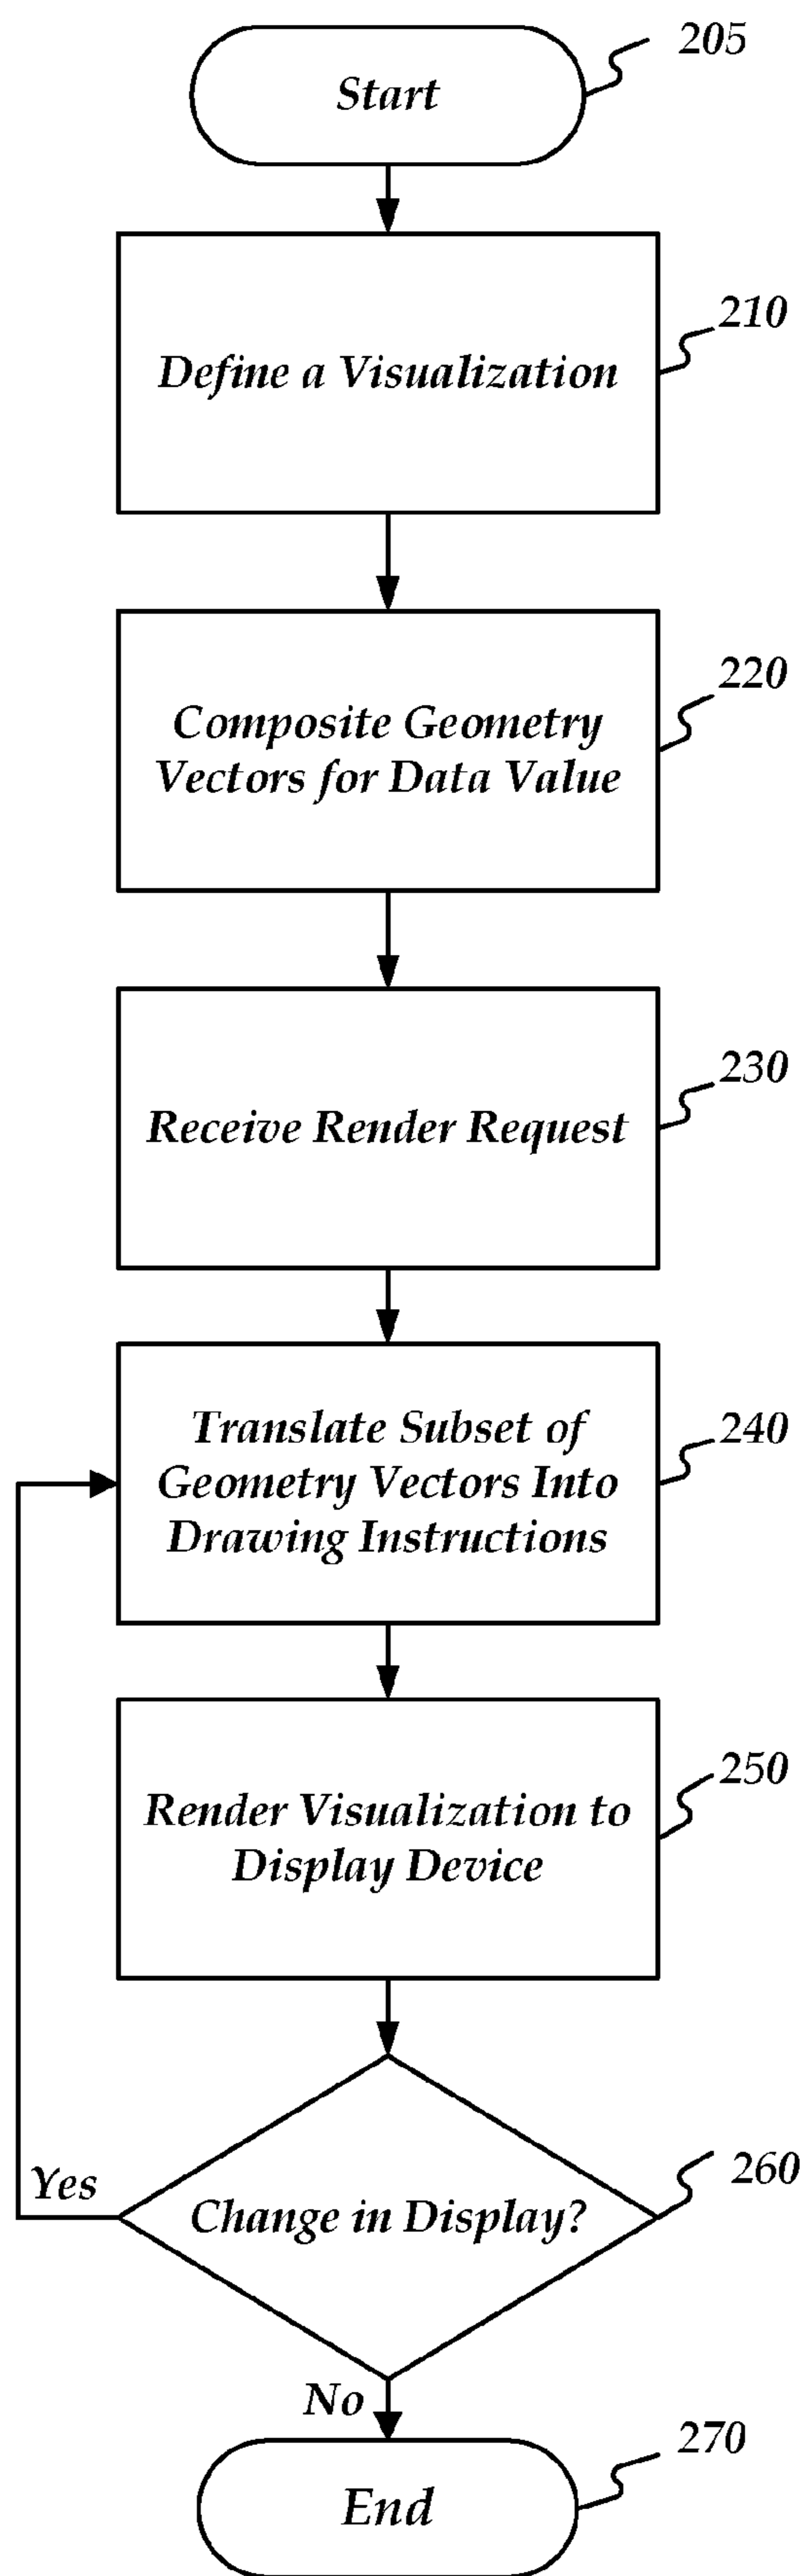 205
Start
210
Define a Visualization
220
Composite Geometry
Vectors for Data Value
230
Receive Render Request
240
Translate Subset of
Geometry Vectors Into
Drawing Instructions
250
Render Visualization to
Display Device
260
Yes
Change in Display?
No
270
End